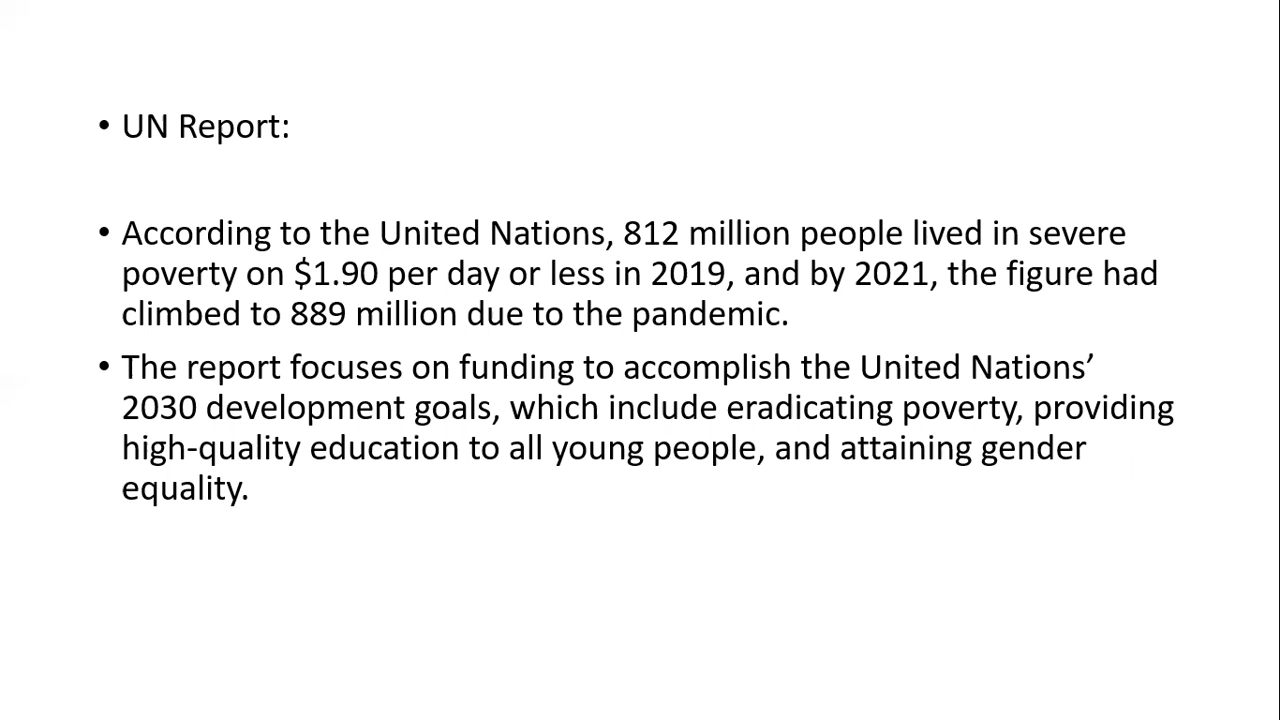 • UN Report:
• According to the United Nations, 812 million people lived in severe
poverty on $1.90 per day or less in 2019, and by 2021, the figure had
climbed to 889 million due to the pandemic.
• The report focuses on funding to accomplish the United Nations’
2030 development goals, which include eradicating poverty, providing
high-quality education to all young people, and attaining gender
equality.